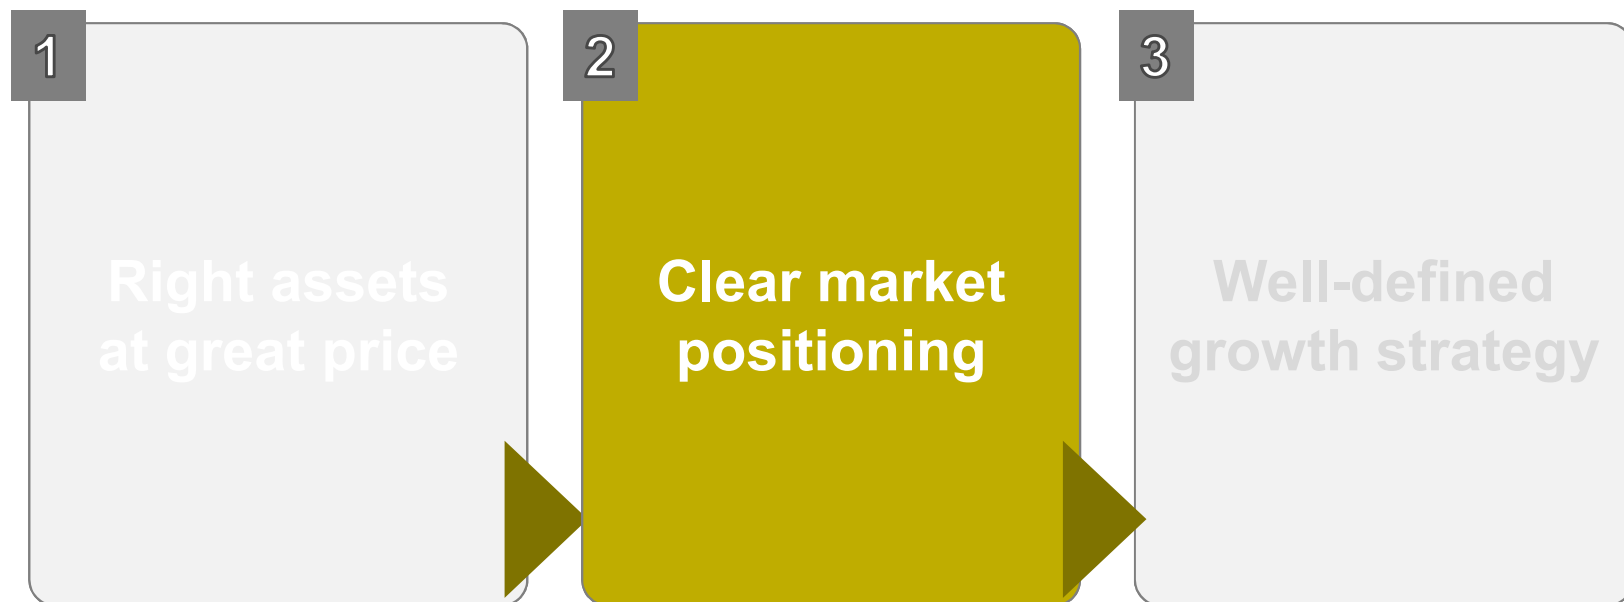 1
Right assets
at great price
2
Clear market
positioning
3
Well-defined
growth strategy